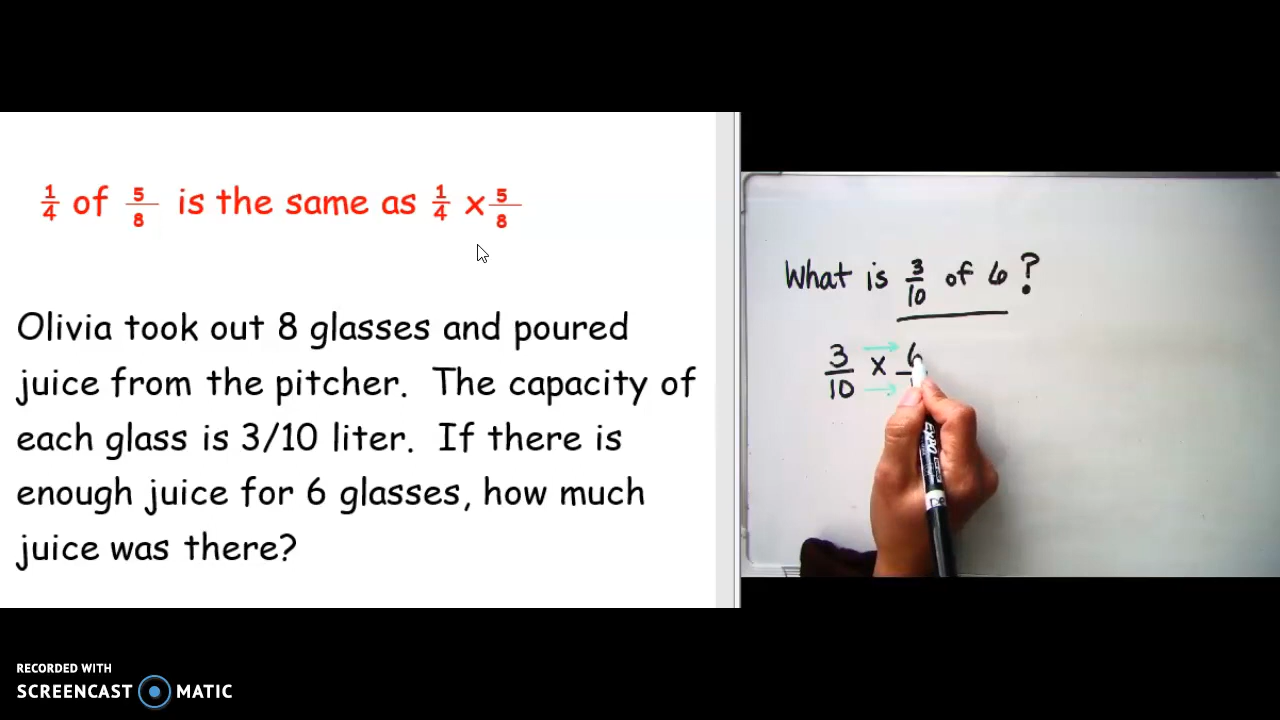 1/4 of 5/8 is the same as 1/4 x 5/8
Olivia took out 8 glasses and poured
juice from the pitcher. The capacity of
each glass is 3/10 liter. If there is
enough juice for 6 glasses, how much
juice was there?
What is 3/10 of 6?
3/10 x 6
EXPO
RECORDED WITH
SCREENCAST MATIC